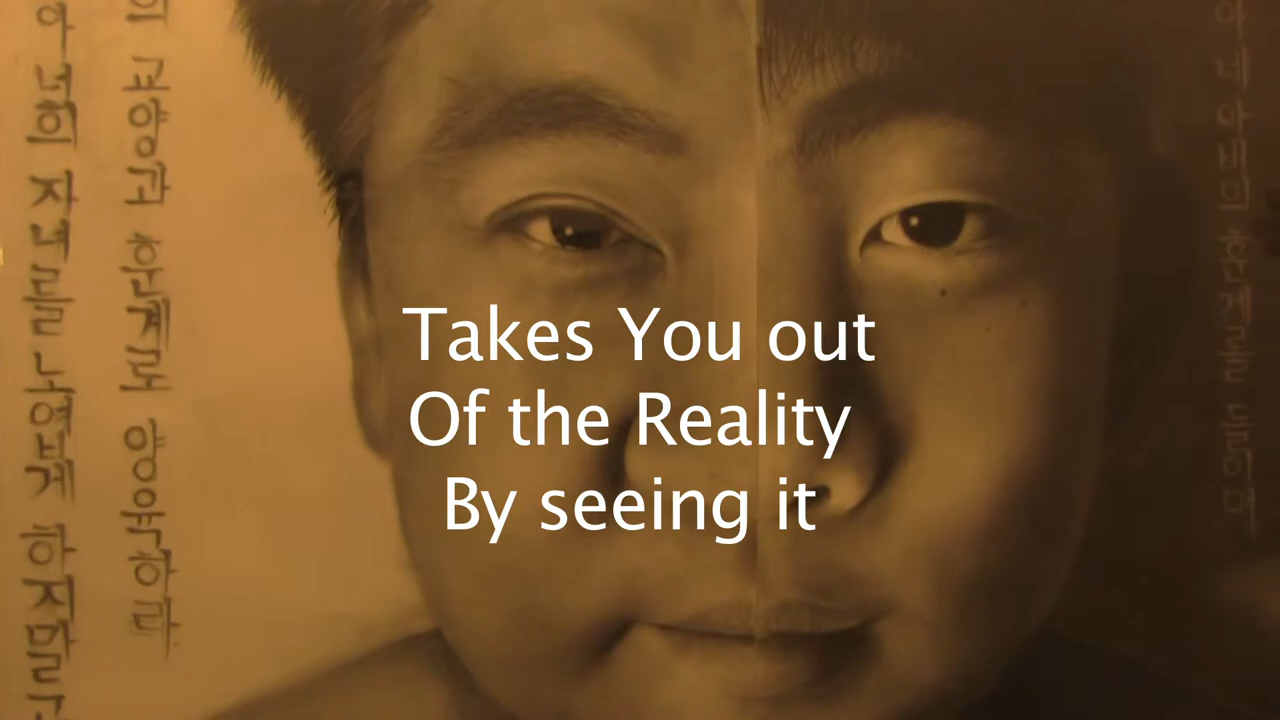 아 너희 자녀를 노엽게 하지말고
의 교양과 훈계로 양육하라
Takes You out
Of the Reality
By seeing it